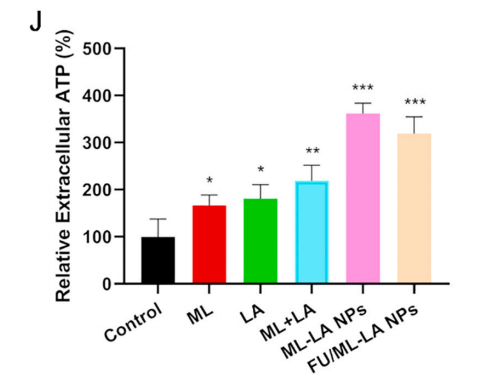 J
Relative Extracellular ATP (%)
500
400
300
200
100
0
*
*
**
***
***
Control
ML
LA
ML+LA
ML-LA NPs
FU/ML-LA NPs